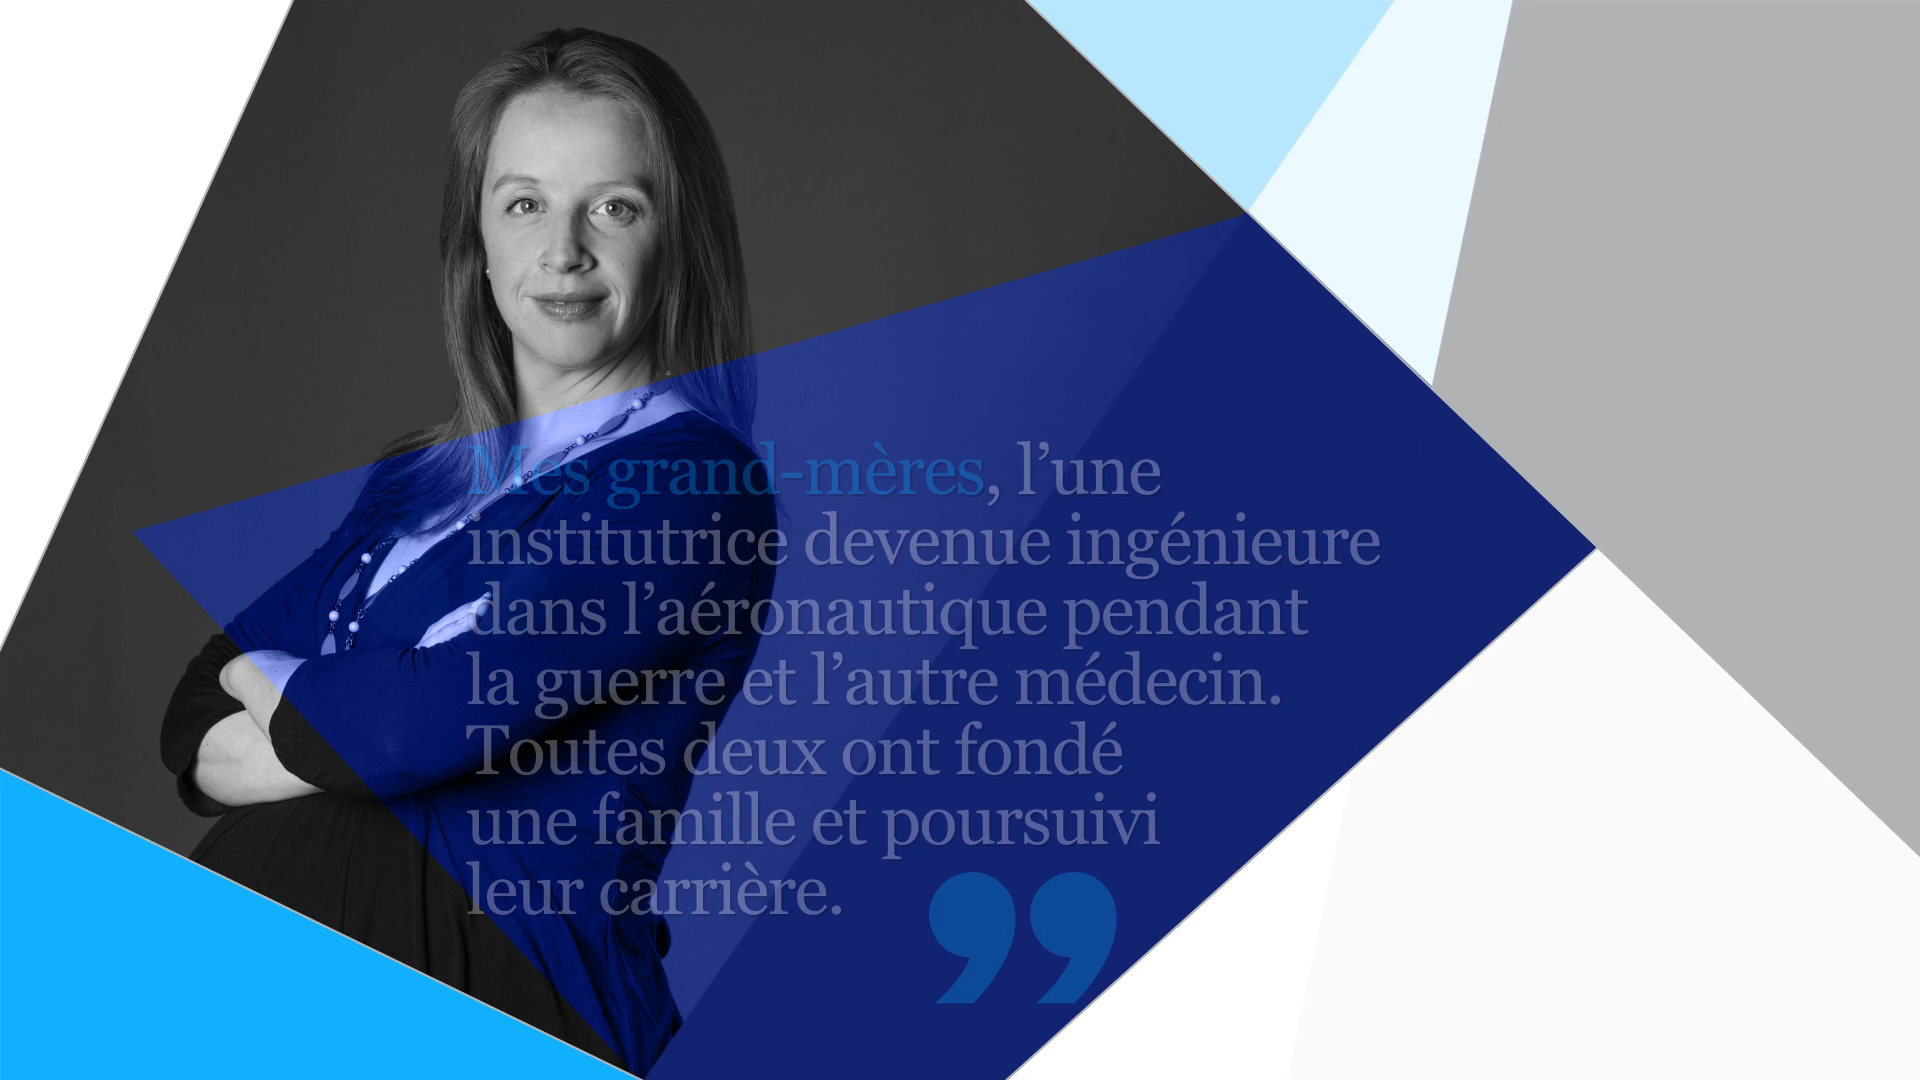 Mes grand-mères, l’une
institutrice devenue ingénieure
dans l’aéronautique pendant
la guerre et l’autre médecin.
Toutes deux ont fondé
une famille et poursuivi
leur carrière.
”